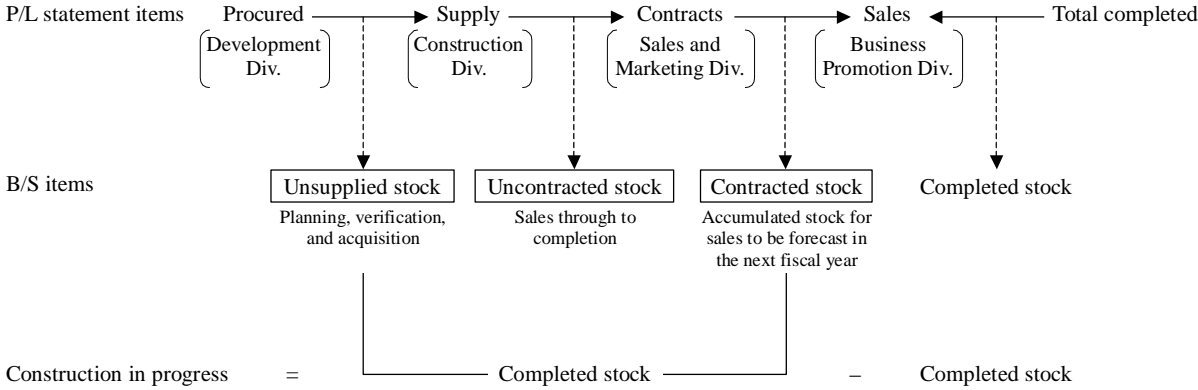 P/L statement items Procured Supply Contracts Sales Total completed
Development Div.
Construction Div.
Sales and Marketing Div.
Business Promotion Div.
B/S items Unsupplied stock Uncontracted stock Contracted stock Completed stock
Planning, verification, and acquisition
Sales through to completion
Accumulated stock for sales to be forecast in the next fiscal year
Construction in progress = Completed stock – Completed stock